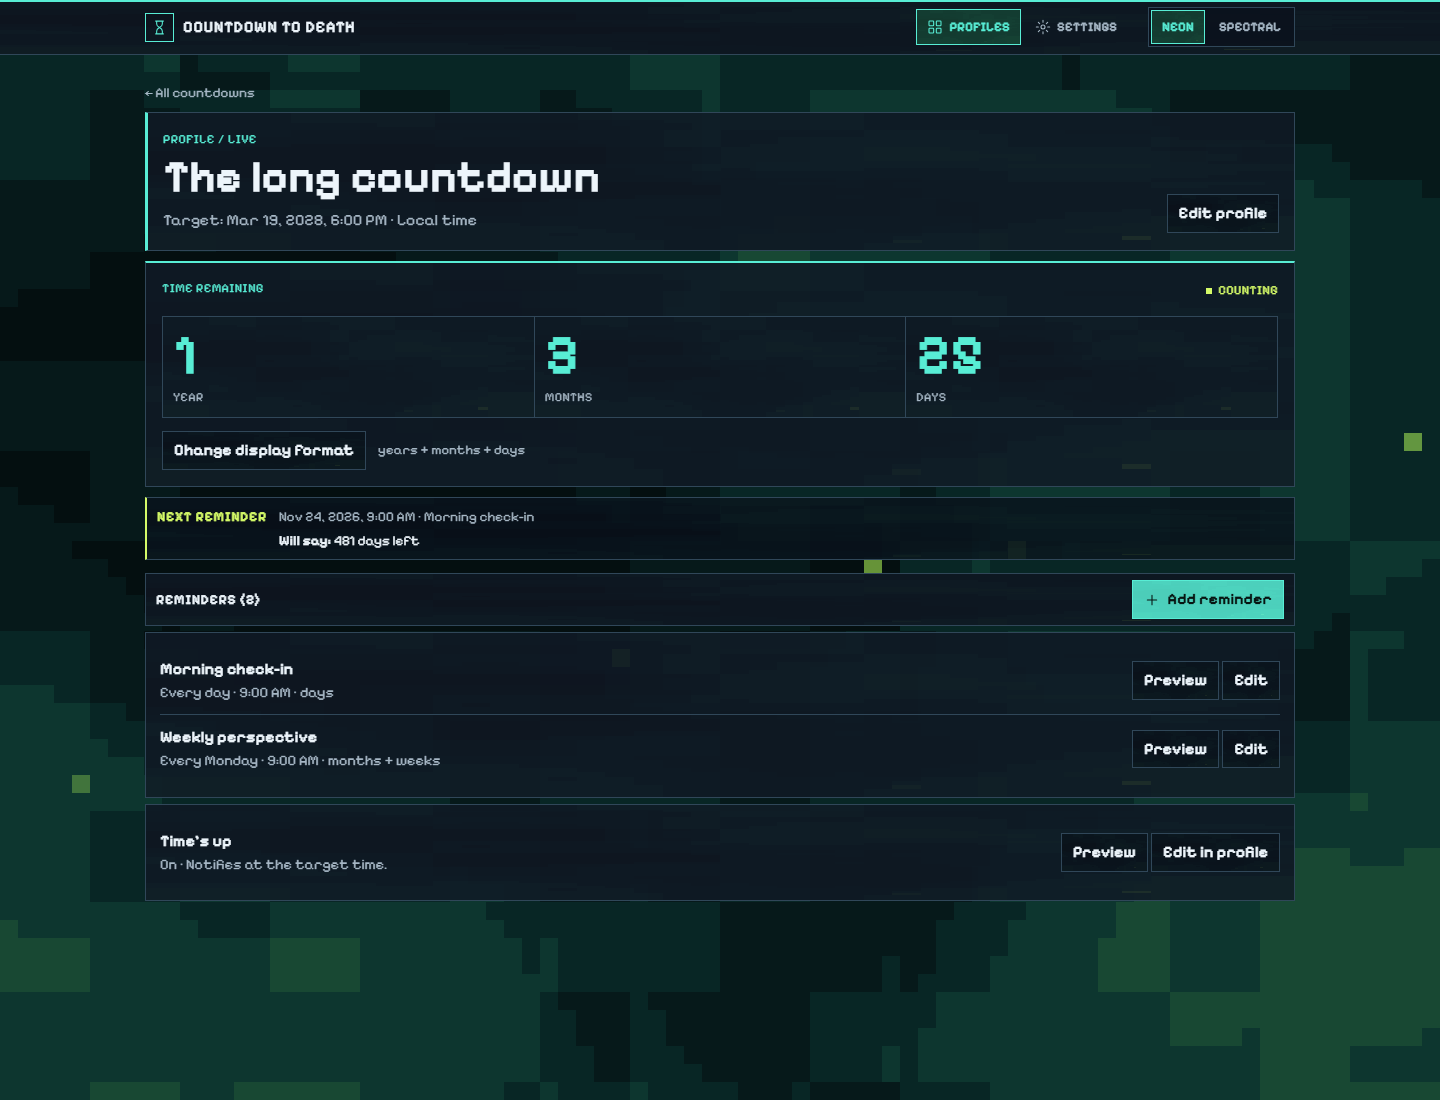 COUNTDOWN TO DEATH
PROFILES
SETTINGS
NEON
SPECTRAL
← All countdowns
PROFILE / LIVE
The long countdown
Target: Mar 19, 2028, 6:00 PM · Local time
Edit profile
TIME REMAINING
COUNTING
1
YEAR
3
MONTHS
25
DAYS
Change display format
years + months + days
NEXT REMINDER
Nov 24, 2026, 9:00 AM · Morning check-in
Will say: 481 days left
REMINDERS (2)
+ Add reminder
Morning check-in
Every day · 9:00 AM · days
Preview
Edit
Weekly perspective
Every Monday · 9:00 AM · months + weeks
Preview
Edit
Time's up
On · Notifies at the target time.
Preview
Edit in profile